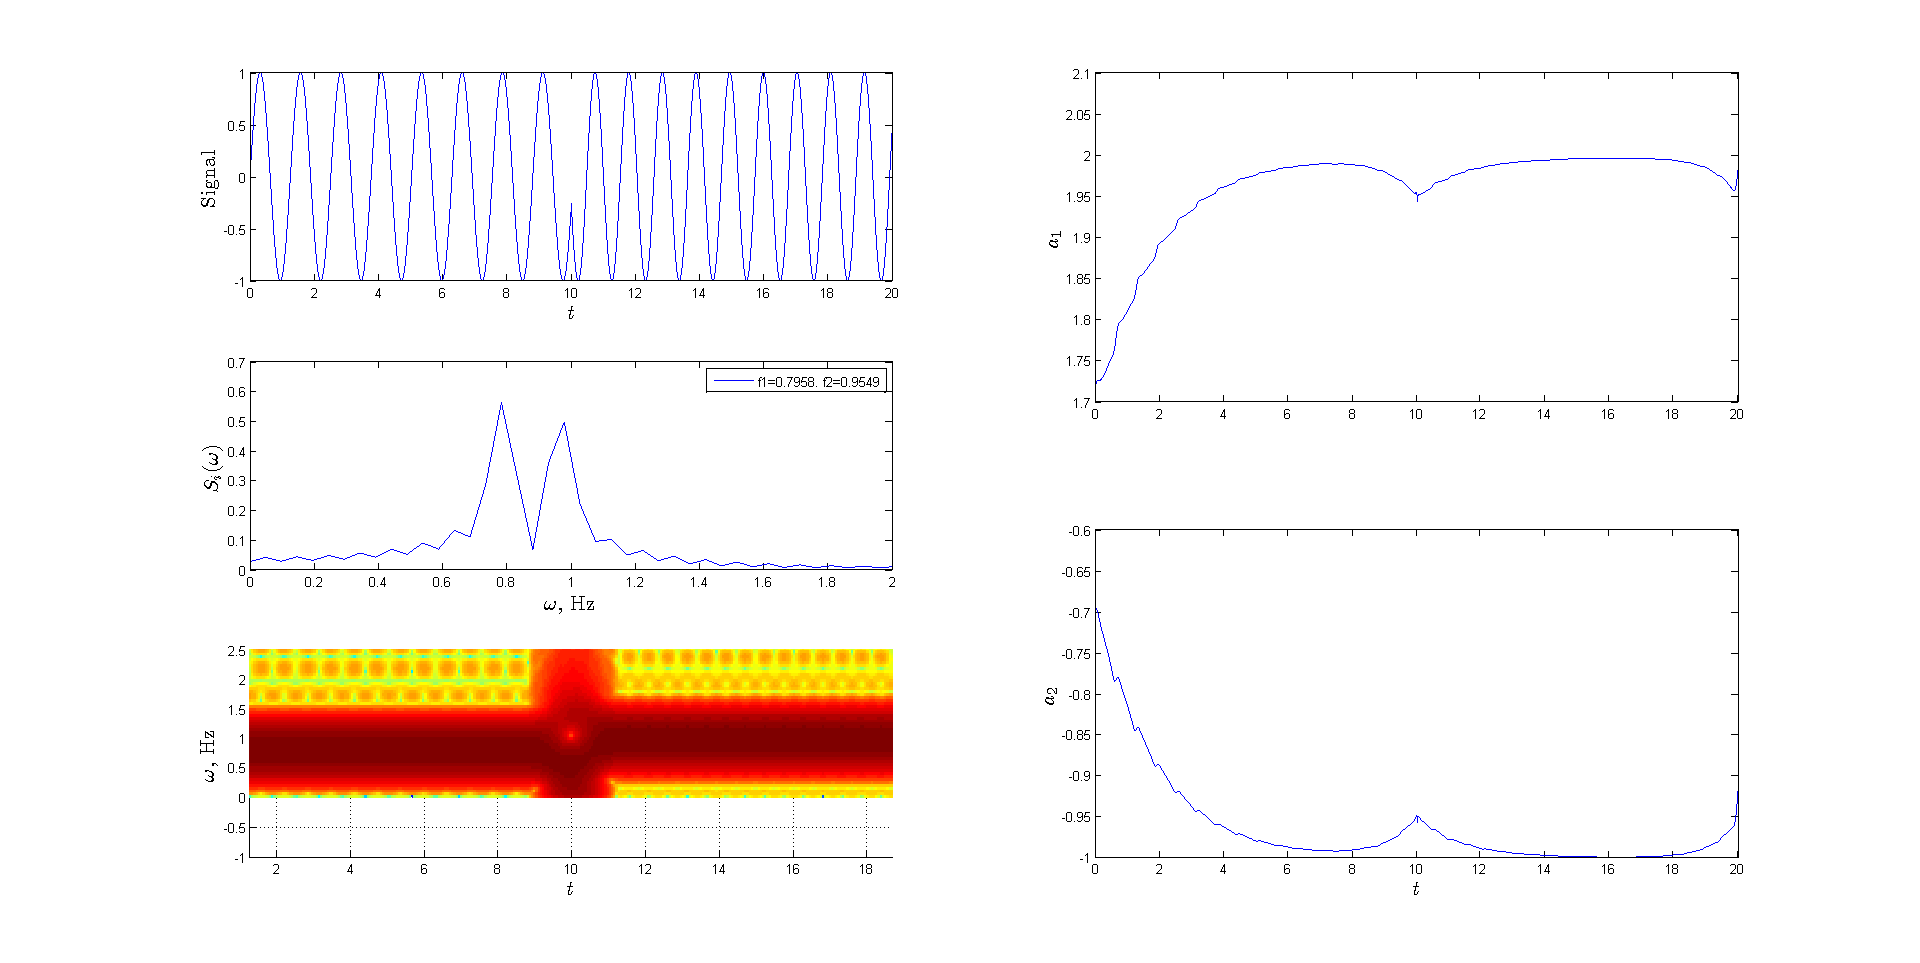 1
0.5
0
-0.5
-1
Signal
0 2 4 6 8 10 12 14 16 18 20
t
0.7
0.6
0.5
0.4
0.3
0.2
0.1
0
S_i(ω)
f1=0.7958. f2=0.9549
0 0.2 0.4 0.6 0.8 1 1.2 1.4 1.6 1.8 2
ω, Hz
2.5
2
1.5
1
0.5
0
-0.5
-1
ω, Hz
2 4 6 8 10 12 14 16 18
t
2.1
2.05
2
1.95
1.9
1.85
1.8
1.75
1.7
a₁
0 2 4 6 8 10 12 14 16 18 20
-0.6
-0.65
-0.7
-0.75
-0.8
-0.85
-0.9
-0.95
-1
a₂
0 2 4 6 8 10 12 14 16 18 20
t